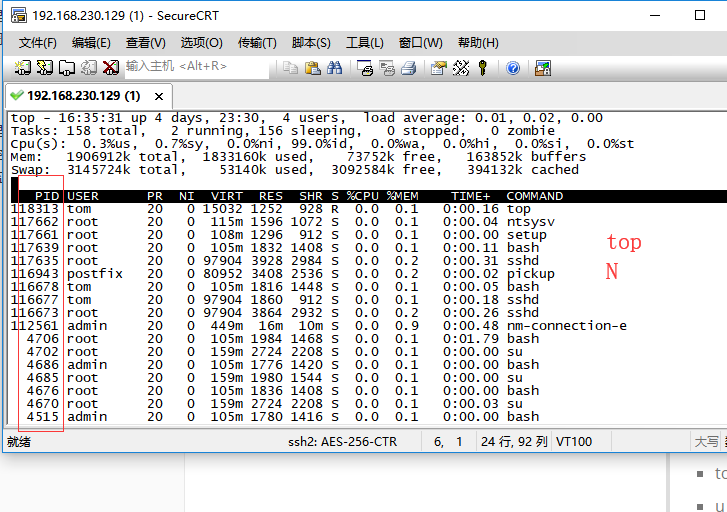 192.168.230.129 (1) - SecureCRT
文件(F) 编辑(E) 查看(V) 选项(O) 传输(T) 脚本(S) 工具(L) 窗口(W) 帮助(H)
输入主机 <Alt+R>
192.168.230.129 (1)
top - 16:35:31 up 4 days, 23:30, 4 users, load average: 0.01, 0.02, 0.00
Tasks: 158 total, 2 running, 156 sleeping, 0 stopped, 0 zombie
Cpu(s): 0.3%us, 0.7%sy, 0.0%ni, 99.0%id, 0.0%wa, 0.0%hi, 0.0%si, 0.0%st
Mem: 1906912k total, 1833160k used, 73752k free, 163852k buffers
Swap: 3145724k total, 53140k used, 3092584k free, 394132k cached
PID USER PR NI VIRT RES SHR S %CPU %MEM TIME+ COMMAND
118313 tom 20 0 15032 1252 928 R 0.0 0.1 0:00.16 top
117662 root 20 0 115m 1596 1072 S 0.0 0.1 0:00.04 ntsysv
117661 root 20 0 108m 1296 912 S 0.0 0.1 0:00.00 setup
117639 root 20 0 105m 1832 1408 S 0.0 0.1 0:00.11 bash
117635 root 20 0 97904 3928 2984 S 0.0 0.2 0:00.31 sshd
116943 postfix 20 0 80952 3408 2536 S 0.0 0.2 0:00.02 pickup
116678 tom 20 0 105m 1816 1448 S 0.0 0.1 0:00.05 bash
116677 tom 20 0 97904 1860 912 S 0.0 0.1 0:00.18 sshd
116673 root 20 0 97904 3864 2932 S 0.0 0.2 0:00.26 sshd
112561 admin 20 0 449m 16m 10m S 0.0 0.9 0:00.48 nm-connection-e
4706 root 20 0 105m 1984 1468 S 0.0 0.1 0:01.79 bash
4702 root 20 0 159m 2724 2208 S 0.0 0.1 0:00.00 su
4686 admin 20 0 105m 1776 1420 S 0.0 0.1 0:00.00 bash
4685 root 20 0 159m 1980 1544 S 0.0 0.1 0:00.00 su
4676 root 20 0 105m 1836 1408 S 0.0 0.1 0:00.00 bash
4670 root 20 0 159m 2724 2208 S 0.0 0.1 0:00.03 su
4515 admin 20 0 105m 1780 1416 S 0.0 0.1 0:00.00 bash
top
N
就绪 ssh2: AES-256-CTR 6, 1 24 行, 92 列 VT100 大写